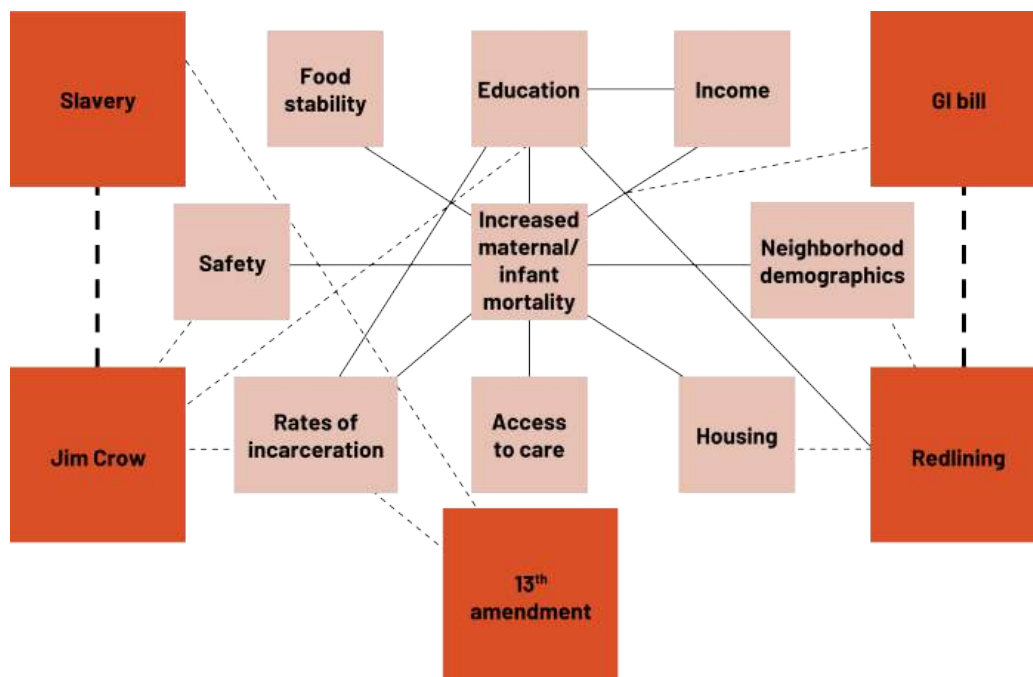 Slavery
Food
stability
Education
Income
GI bill
Safety
Increased
maternal/
infant
mortality
Neighborhood
demographics
Jim Crow
Rates of
incarceration
Access
to care
Housing
Redlining
13th
amendment